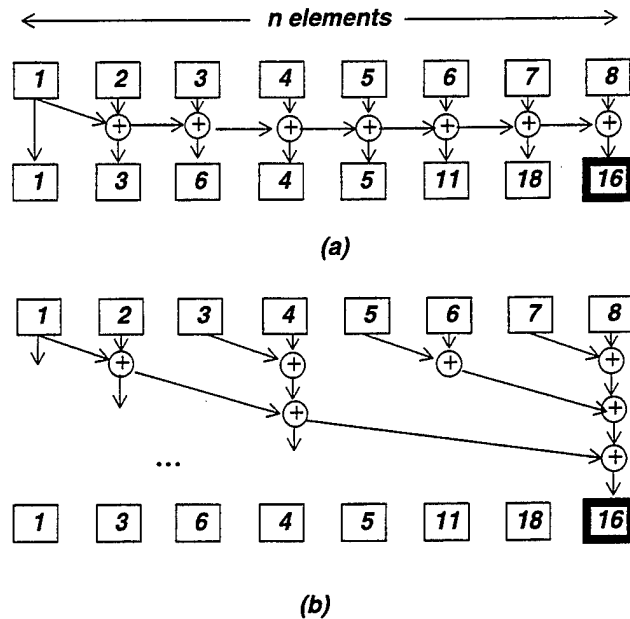 n elements
1 2 3 4 5 6 7 8
+ + + + + + +
1 3 6 4 5 11 18 16
(a)
1 2 3 4 5 6 7 8
+ + + +
+ +
+
...
1 3 6 4 5 11 18 16
(b)